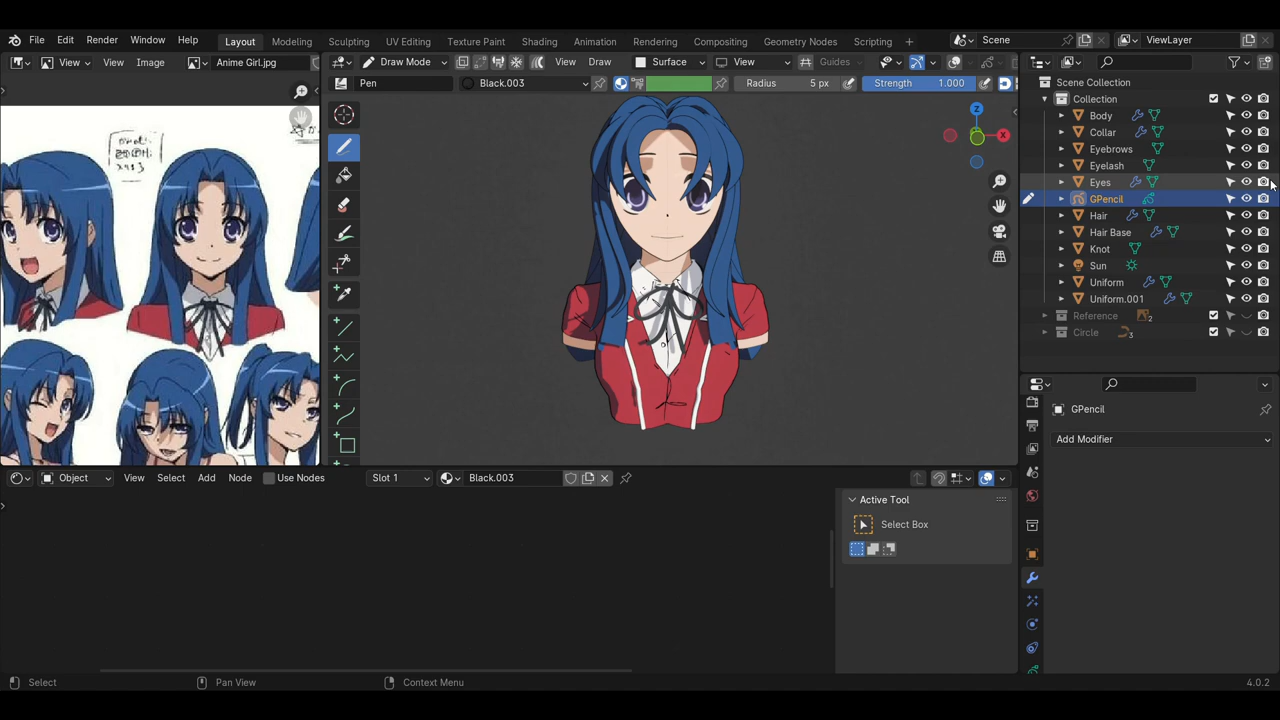 File Edit Render Window Help Layout Modeling Sculpting UV Editing Texture Paint Shading Animation Rendering Compositing Geometry Nodes Scripting + Scene ViewLayer
View View Image Anime Girl.jpg
Draw Mode View Draw Surface View Guides
Pen Black.003 Radius 5 px Strength 1.000
Z
X
Scene Collection
Collection
Body
Collar
Eyebrows
Eyelash
Eyes
GPencil
Hair
Hair Base
Knot
Sun
Uniform
Uniform.001
Reference 2
Circle 3
GPencil
Add Modifier
Object View Select Add Node Use Nodes Slot 1 Black.003
Active Tool
Select Box
Select Pan View Context Menu 4.0.2